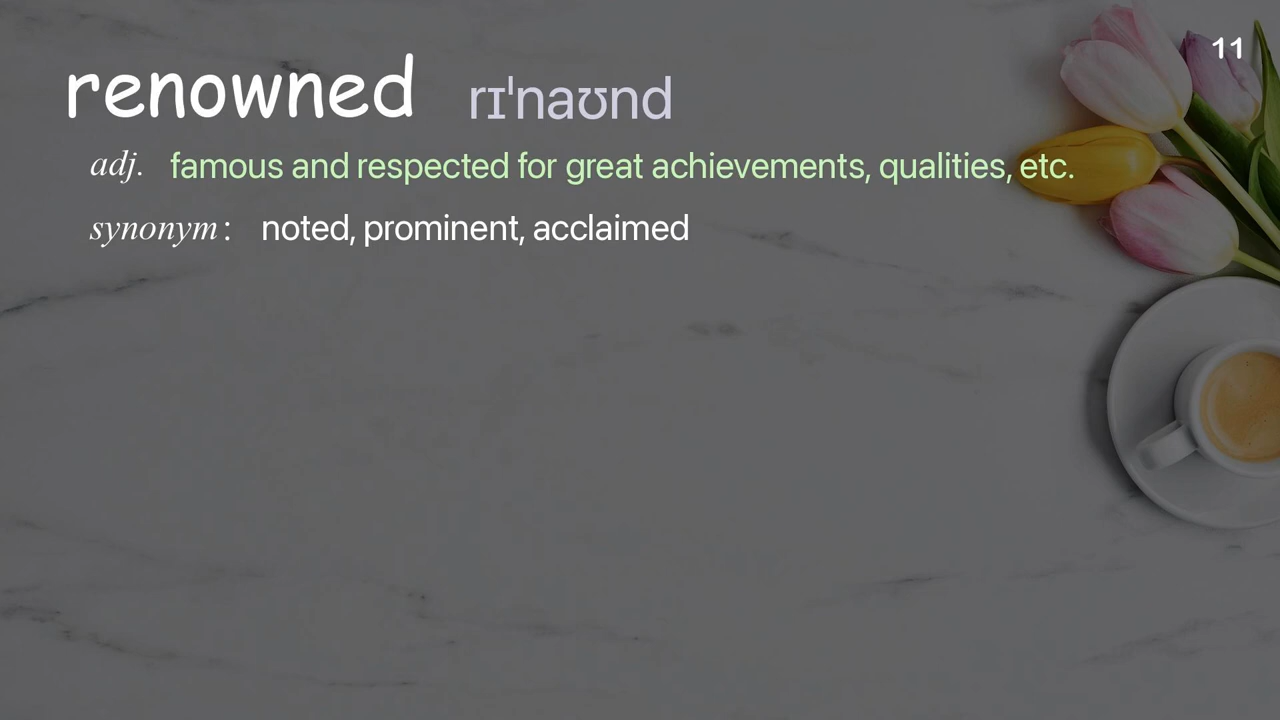 11
renowned rɪˈnaʊnd
adj. famous and respected for great achievements, qualities, etc.
synonym : noted, prominent, acclaimed